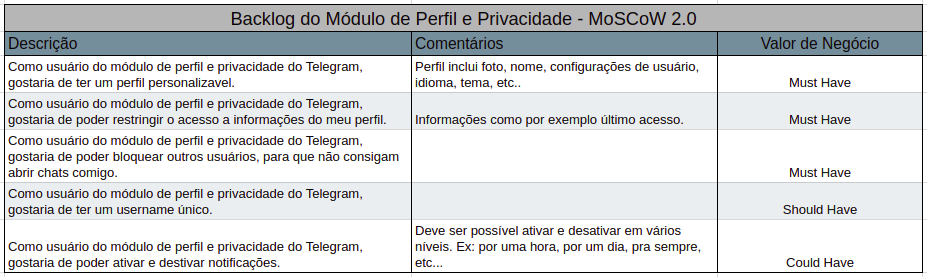 Backlog do Módulo de Perfil e Privacidade - MoSCoW 2.0
Descrição
Comentários
Valor de Negócio
Como usuário do módulo de perfil e privacidade do Telegram,
gostaria de ter um perfil personalizavel.
Perfil inclui foto, nome, configurações de usuário,
idioma, tema, etc..
Must Have
Como usuário do módulo de perfil e privacidade do Telegram,
gostaria de poder restringir o acesso a informações do meu perfil.
Informações como por exemplo último acesso.
Must Have
Como usuário do módulo de perfil e privacidade do Telegram,
gostaria de poder bloquear outros usuários, para que não consigam
abrir chats comigo.
Must Have
Como usuário do módulo de perfil e privacidade do Telegram,
gostaria de ter um username único.
Should Have
Como usuário do módulo de perfil e privacidade do Telegram,
gostaria de poder ativar e destivar notificações.
Deve ser possível ativar e desativar em vários
níveis. Ex: por uma hora, por um dia, pra sempre,
etc...
Could Have